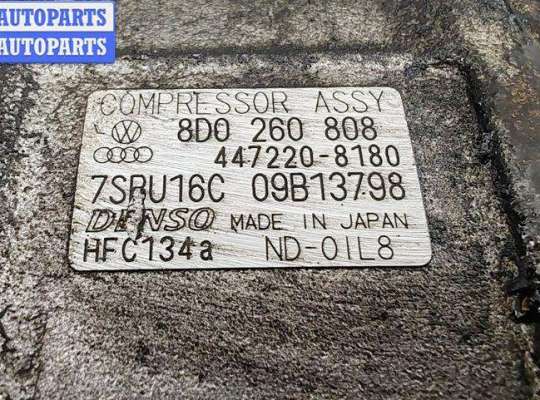 AUTOPARTS
AUTOPARTS
COMPRESSOR ASSY
8D0 260 808
447220-8180
7SBU16C 09B13798
DENSO MADE IN JAPAN
HFC134a ND-OIL8